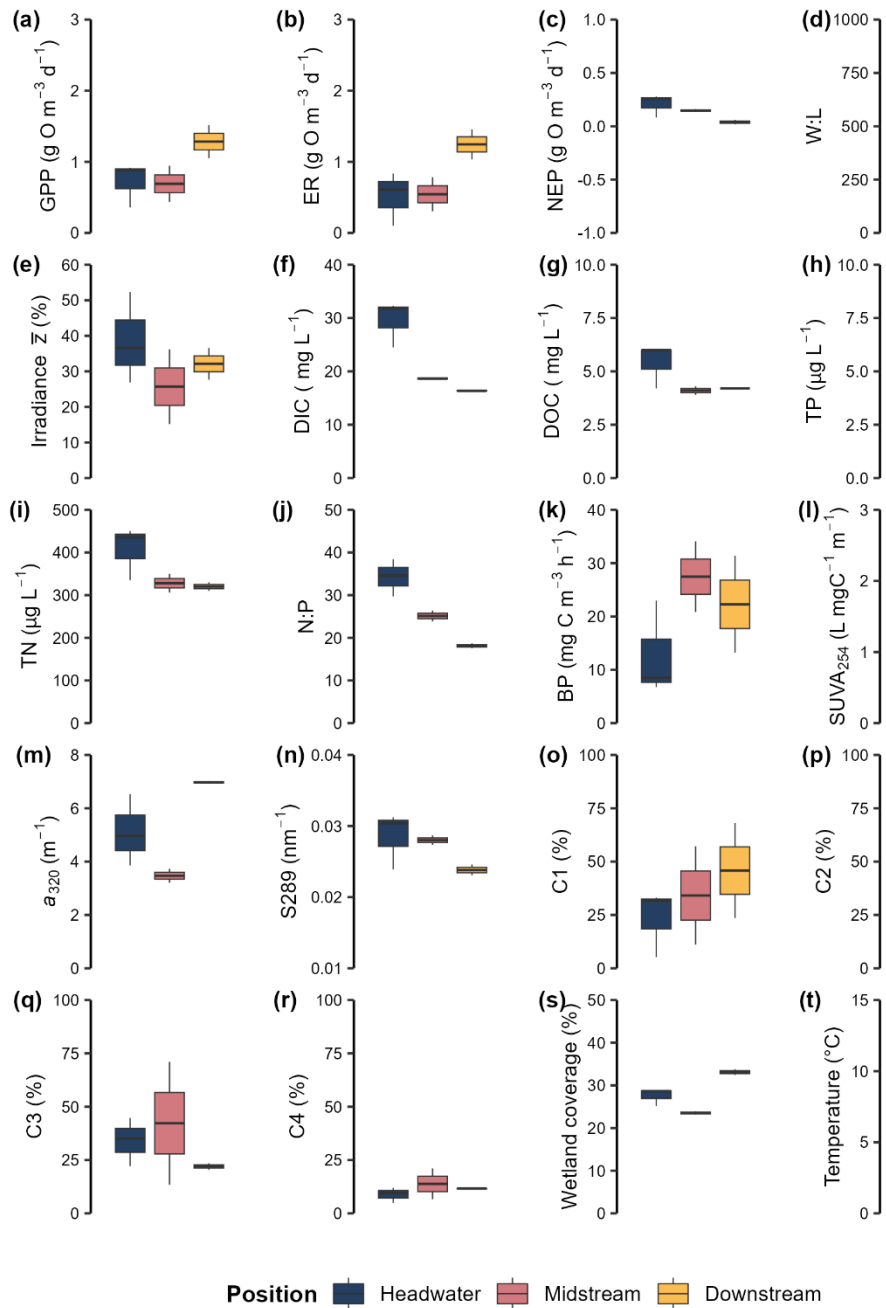 (a)
GPP (g O m⁻³ d⁻¹)
3
2
1
0
(b)
ER (g O m⁻³ d⁻¹)
3
2
1
0
(c)
NEP (g O m⁻³ d⁻¹)
1.0
0.5
0.0
-0.5
-1.0
(d)
W:L
1000
750
500
250
0
(e)
Irradiance z̅ (%)
60
50
40
30
20
10
0
(f)
DIC ( mg L⁻¹)
40
30
20
10
0
(g)
DOC ( mg L⁻¹)
10.0
7.5
5.0
2.5
0.0
(h)
TP (µg L⁻¹)
10.0
7.5
5.0
2.5
0.0
(i)
TN (µg L⁻¹)
500
400
300
200
100
0
(j)
N:P
50
40
30
20
10
0
(k)
BP (mg C m⁻³ h⁻¹)
40
30
20
10
0
(l)
SUVA₂₅₄ (L mgC⁻¹ m⁻¹)
3
2
1
0
(m)
a₃₂₀ (m⁻¹)
8
6
4
2
0
(n)
S289 (nm⁻¹)
0.04
0.03
0.02
0.01
(o)
C1 (%)
100
75
50
25
0
(p)
C2 (%)
100
75
50
25
0
(q)
C3 (%)
100
75
50
25
0
(r)
C4 (%)
100
75
50
25
0
(s)
Wetland coverage (%)
50
40
30
20
10
0
(t)
Temperature (°C)
15
10
5
0
Position Headwater Midstream Downstream